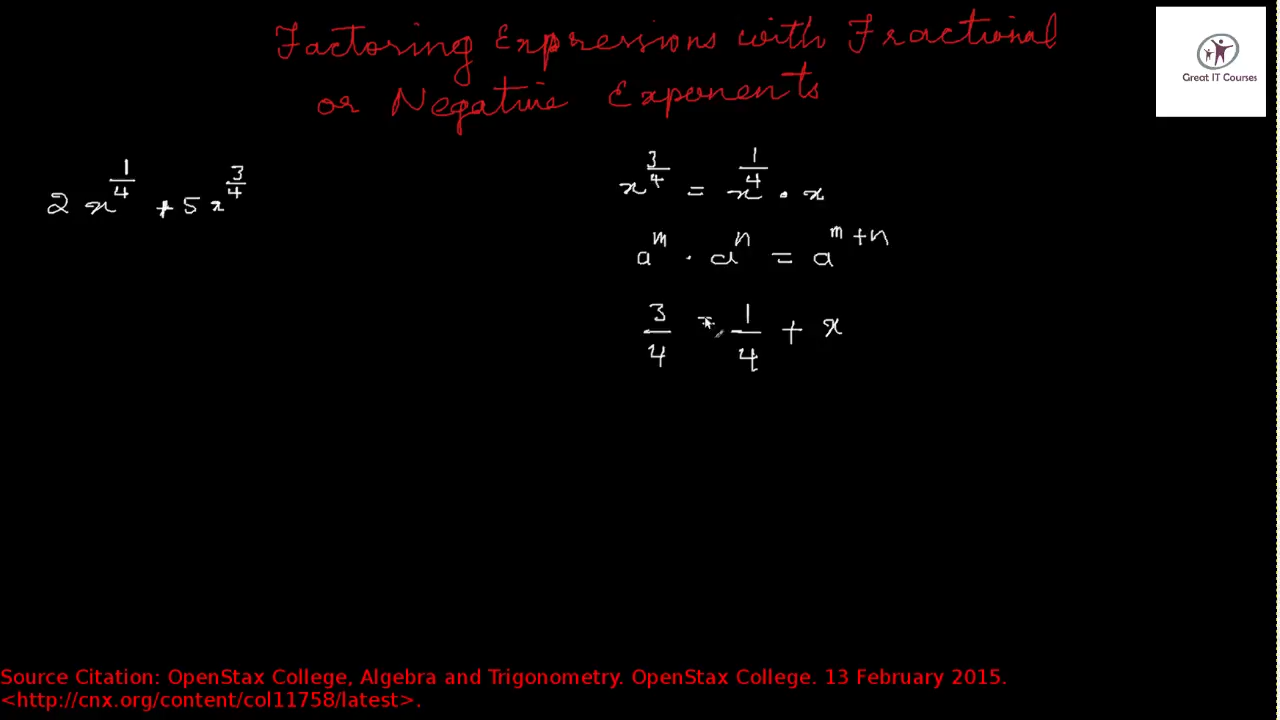 Factoring Expressions with Fractional
or Negative Exponents
Great IT Courses
2 x^{1/4} + 5 x^{3/4}
x^{3/4} = x^{1/4} · x
a^m · a^n = a^{m+n}
3/4 = 1/4 + x
Source Citation: OpenStax College, Algebra and Trigonometry. OpenStax College. 13 February 2015.
<http://cnx.org/content/col11758/latest>.